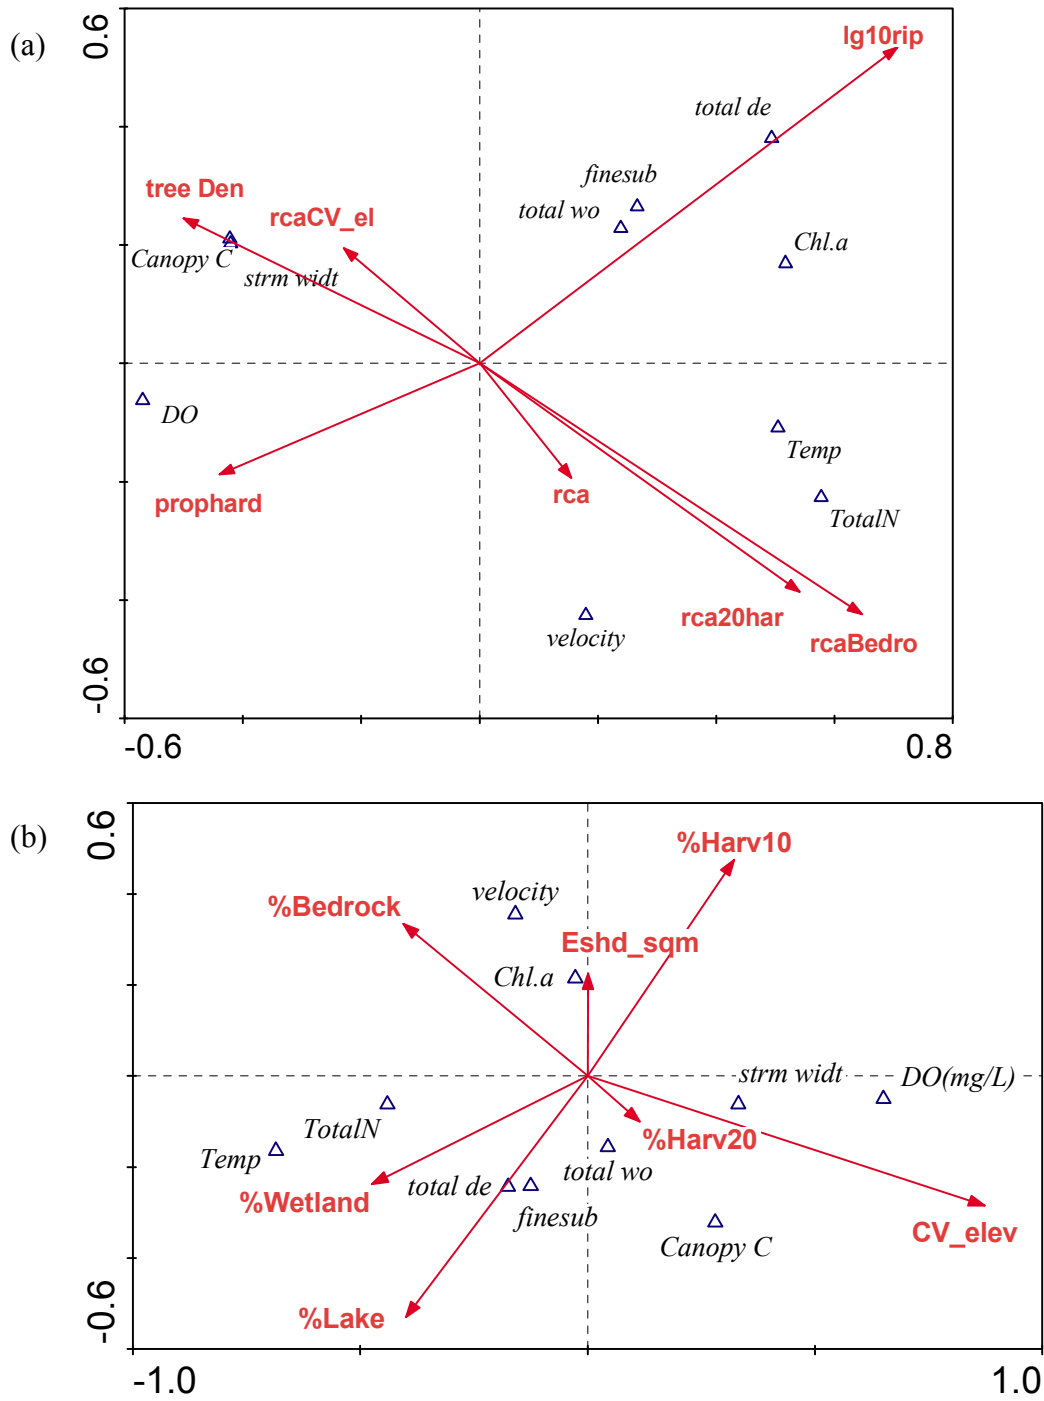 (a)
0.6
lg10rip
total de
finesub
tree Den
rcaCV_el
total wo
Chl.a
Canopy C
strm widt
DO
Temp
prophard
rca
TotalN
rca20har
velocity
rcaBedro
-0.6
-0.6
0.8
(b)
0.6
%Harv10
velocity
%Bedrock
Eshd_sqm
Chl.a
strm widt
DO(mg/L)
TotalN
%Harv20
Temp
total wo
%Wetland
total de
finesub
CV_elev
Canopy C
%Lake
-0.6
-1.0
1.0